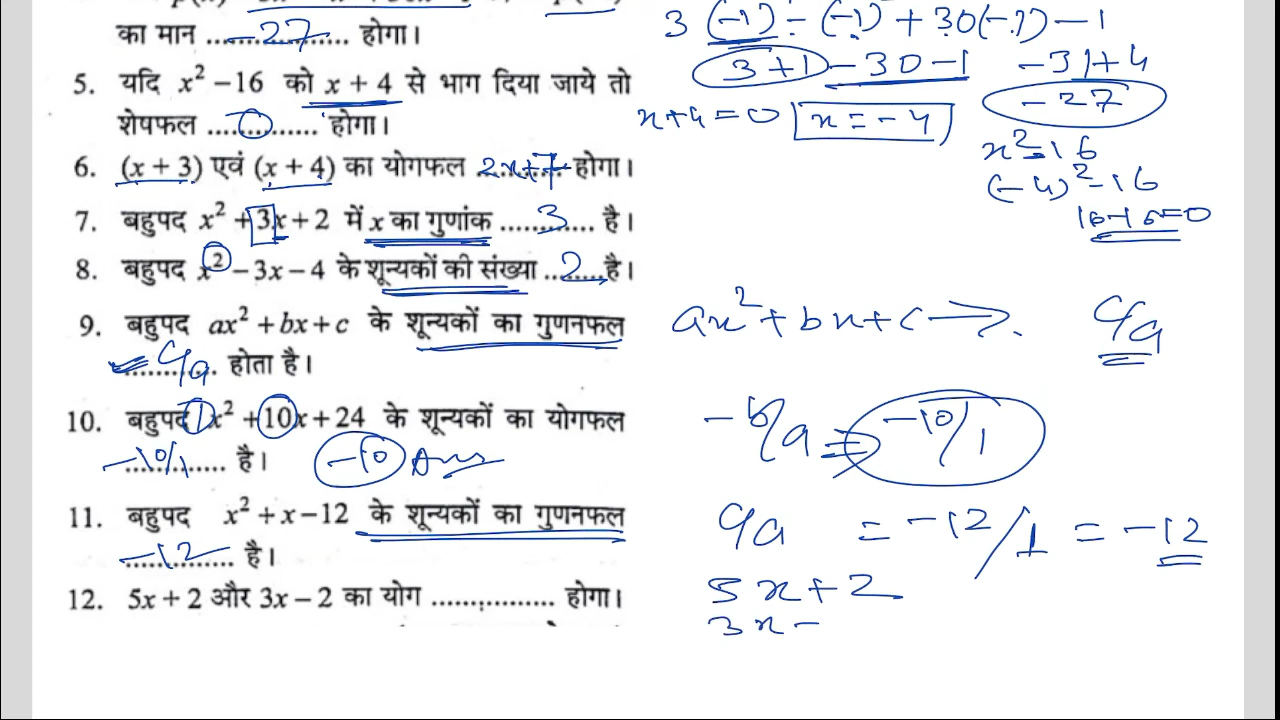 का मान ...-27... होगा।
5. यदि x² –16 को x + 4 से भाग दिया जाये तो
शेषफल ....0.... होगा।
6. (x + 3) एवं (x + 4) का योगफल 2x+7 होगा।
7. बहुपद x² + 3x + 2 में x का गुणांक ....3.... है।
8. बहुपद x² – 3x – 4 के शून्यकों की संख्या ...2... है।
9. बहुपद ax² + bx + c के शून्यकों का गुणनफल
c/a होता है।
10. बहुपद 1x² + 10x + 24 के शून्यकों का योगफल
-10/1 है। -10 Ans
11. बहुपद x² + x – 12 के शून्यकों का गुणनफल
-12 है।
12. 5x + 2 और 3x – 2 का योग .................. होगा।
3 (-1) - (-1) + 30(-1) - 1
3+1 -30-1 -31+4
-27
x+4=0 x=-4
x²-16
(-4)²-16
16-16=0
ax²+bx+c → c/a
-b/a = -10/1
c/a = -12/1 = -12
5x+2
3x -